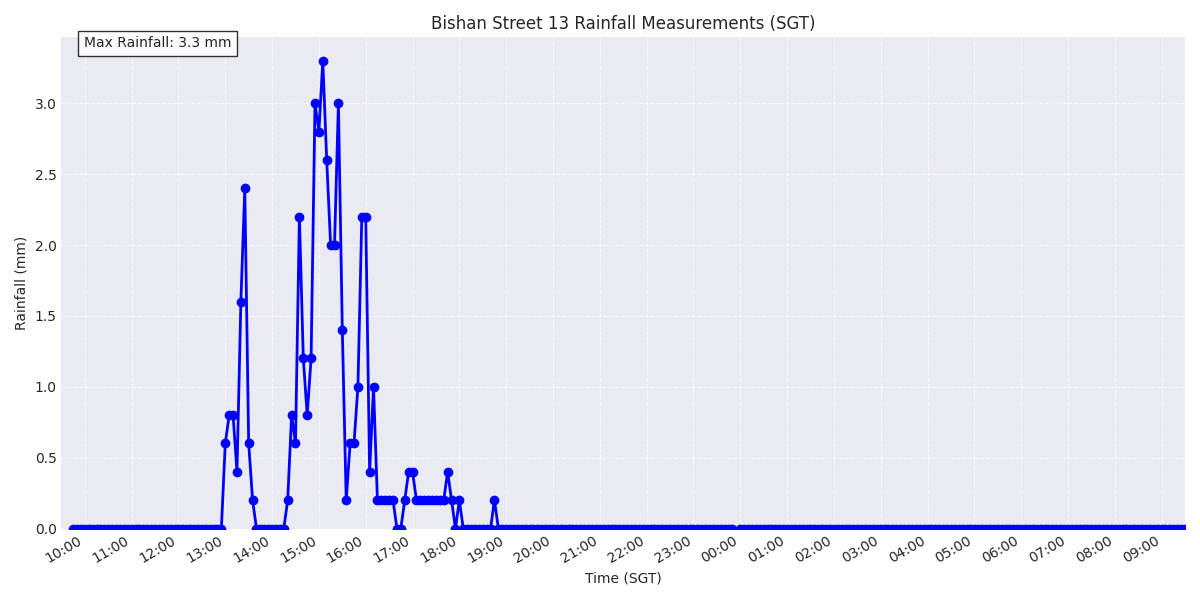 Bishan Street 13 Rainfall Measurements (SGT)
Max Rainfall: 3.3 mm
Rainfall (mm)
3.0
2.5
2.0
1.5
1.0
0.5
0.0
10:00 11:00 12:00 13:00 14:00 15:00 16:00 17:00 18:00 19:00 20:00 21:00 22:00 23:00 00:00 01:00 02:00 03:00 04:00 05:00 06:00 07:00 08:00 09:00
Time (SGT)